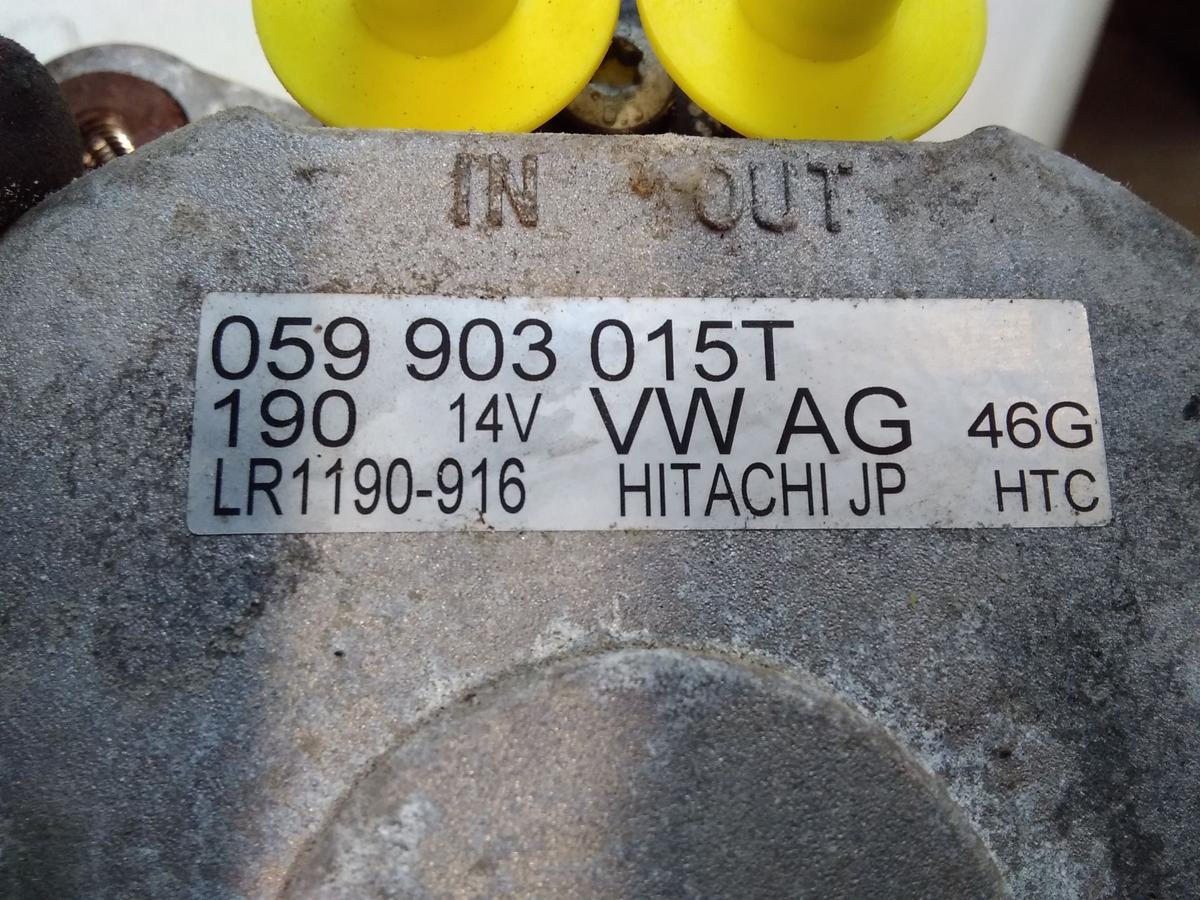 IN OUT
059 903 015T
190 14V VW AG 46G
LR1190-916 HITACHI JP HTC